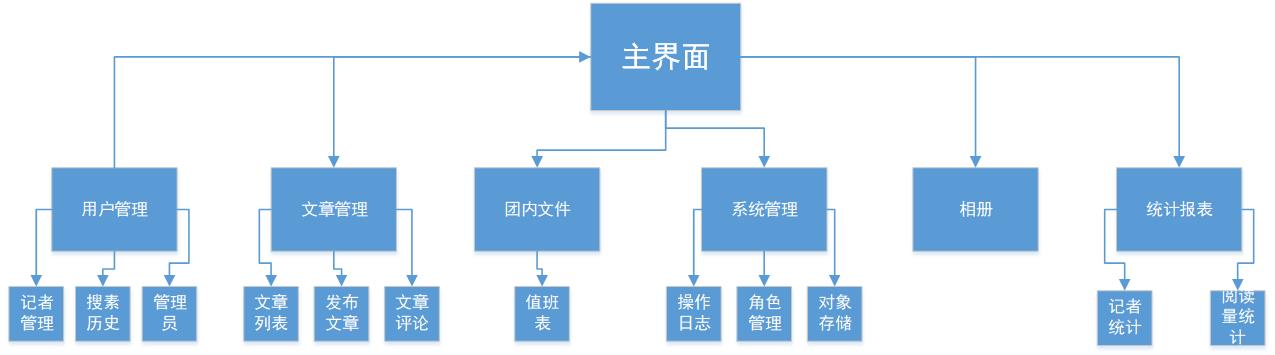 主界面
用户管理
文章管理
团内文件
系统管理
相册
统计报表
记者
管理
搜素
历史
管理
员
文章
列表
发布
文章
文章
评论
值班
表
操作
日志
角色
管理
对象
存储
记者
统计
阅读
量统
计